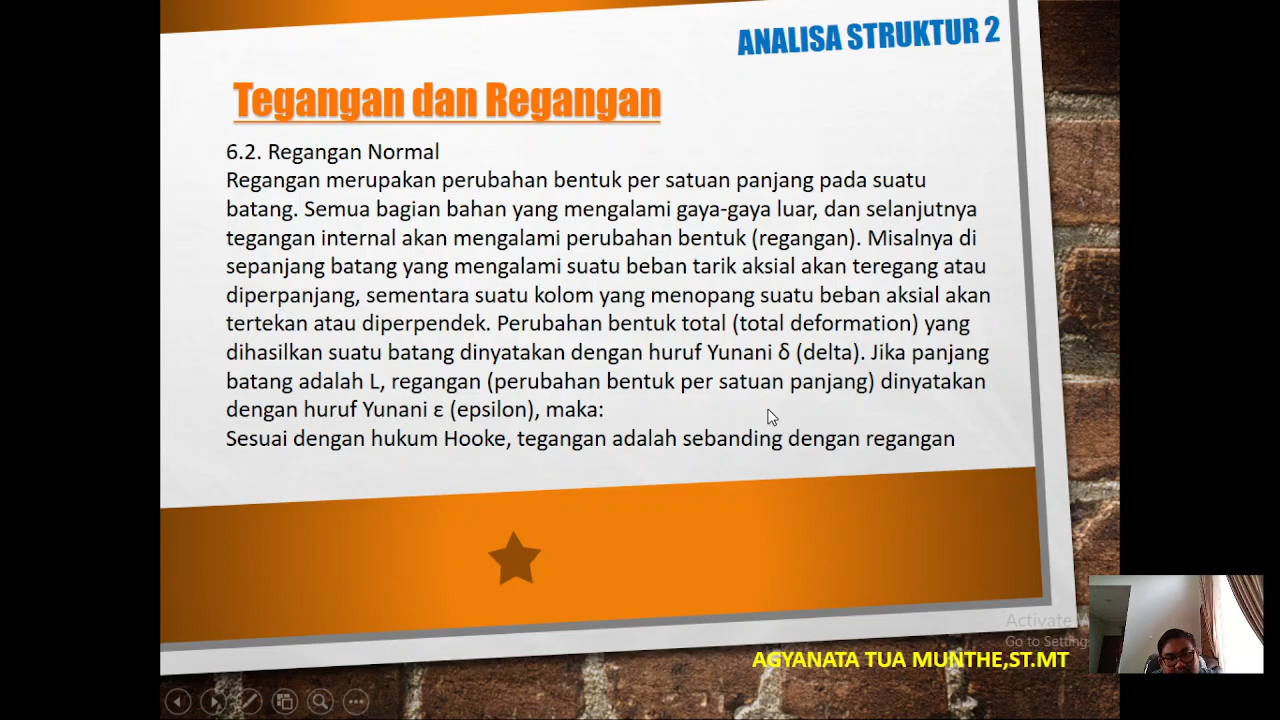 ANALISA STRUKTUR 2
Tegangan dan Regangan
6.2. Regangan Normal
Regangan merupakan perubahan bentuk per satuan panjang pada suatu
batang. Semua bagian bahan yang mengalami gaya-gaya luar, dan selanjutnya
tegangan internal akan mengalami perubahan bentuk (regangan). Misalnya di
sepanjang batang yang mengalami suatu beban tarik aksial akan teregang atau
diperpanjang, sementara suatu kolom yang menopang suatu beban aksial akan
tertekan atau diperpendek. Perubahan bentuk total (total deformation) yang
dihasilkan suatu batang dinyatakan dengan huruf Yunani δ (delta). Jika panjang
batang adalah L, regangan (perubahan bentuk per satuan panjang) dinyatakan
dengan huruf Yunani ε (epsilon), maka:
Sesuai dengan hukum Hooke, tegangan adalah sebanding dengan regangan
Activate
Go to Setting
AGYANATA TUA MUNTHE,ST.MT